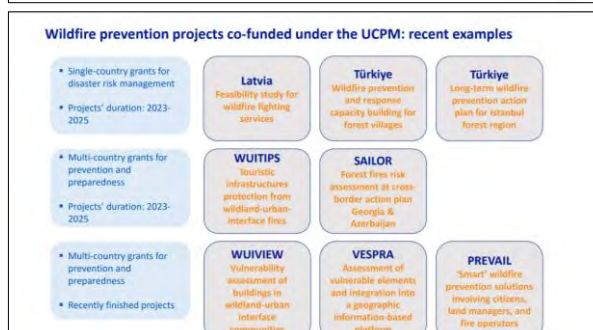 Wildfire prevention projects co-funded under the UCPM: recent examples
▪ Single-country grants for
disaster risk management
▪ Projects' duration: 2023-
2025
Latvia
Feasibility study for
wildfire fighting
services
Türkiye
Wildfire prevention
and response
capacity building for
forest villages
Türkiye
Long-term wildfire
prevention action
plan for Istanbul
forest region
▪ Multi-country grants for
prevention and
preparedness
▪ Projects' duration: 2023-
2025
WUITIPS
Touristic
infrastructures
protection from
wildland-urban-
interface fires
SAILOR
Forest fires risk
assessment at cross-
border action plan
Georgia &
Azerbaijan
▪ Multi-country grants for
prevention and
preparedness
▪ Recently finished projects
WUIVIEW
Vulnerability
assessment of
buildings in
wildland-urban
interface
VESPRA
Assessment of
vulnerable elements
and integration into
a geographic
information-based
PREVAIL
'Smart' wildfire
prevention solutions
involving citizens,
land managers, and
fire operators